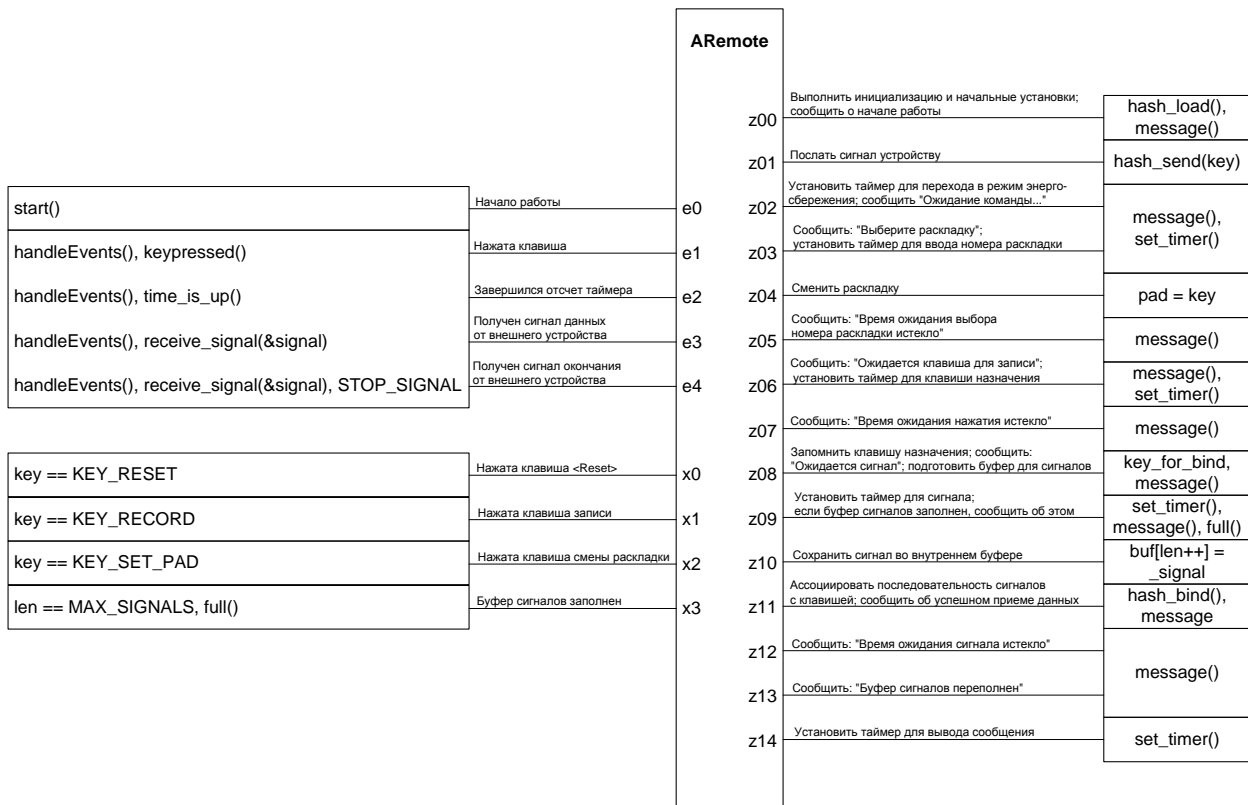 ARemote
start()
Начало работы
e0
handleEvents(), keypressed()
Нажата клавиша
e1
handleEvents(), time_is_up()
Завершился отсчет таймера
e2
handleEvents(), receive_signal(&signal)
Получен сигнал данных
от внешнего устройства
e3
handleEvents(), receive_signal(&signal), STOP_SIGNAL
Получен сигнал окончания
от внешнего устройства
e4
key == KEY_RESET
Нажата клавиша <Reset>
x0
key == KEY_RECORD
Нажата клавиша записи
x1
key == KEY_SET_PAD
Нажата клавиша смены раскладки
x2
len == MAX_SIGNALS, full()
Буфер сигналов заполнен
x3
z00
Выполнить инициализацию и начальные установки;
сообщить о начале работы
hash_load(),
message()
z01
Послать сигнал устройству
hash_send(key)
z02
Установить таймер для перехода в режим энерго-
сбережения; сообщить "Ожидание команды..."
z03
Сообщить: "Выберите раскладку";
установить таймер для ввода номера раскладки
message(),
set_timer()
z04
Сменить раскладку
pad = key
z05
Сообщить: "Время ожидания выбора
номера раскладки истекло"
message()
z06
Сообщить: "Ожидается клавиша для записи";
установить таймер для клавиши назначения
message(),
set_timer()
z07
Сообщить: "Время ожидания нажатия истекло"
message()
z08
Запомнить клавишу назначения; сообщить:
"Ожидается сигнал"; подготовить буфер для сигналов
key_for_bind,
message()
z09
Установить таймер для сигнала;
если буфер сигналов заполнен, сообщить об этом
set_timer(),
message(), full()
z10
Сохранить сигнал во внутреннем буфере
buf[len++] =
_signal
z11
Ассоциировать последовательность сигналов
с клавишей; сообщить об успешном приеме данных
hash_bind(),
message
z12
Сообщить: "Время ожидания сигнала истекло"
z13
Сообщить: "Буфер сигналов переполнен"
message()
z14
Установить таймер для вывода сообщения
set_timer()